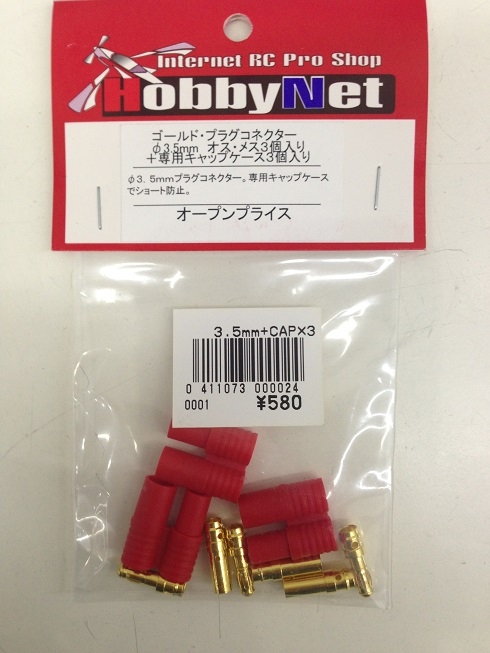 Internet RC Pro Shop
HobbyNet
ゴールド・プラグコネクター
φ3.5mm オス・メス3個入り
+専用キャップケース3個入り
φ3.5mmプラグコネクター。専用キャップケース
でショート防止。
オープンプライス
3.5mm+CAP×3
0 411073 000024
0001 ¥580